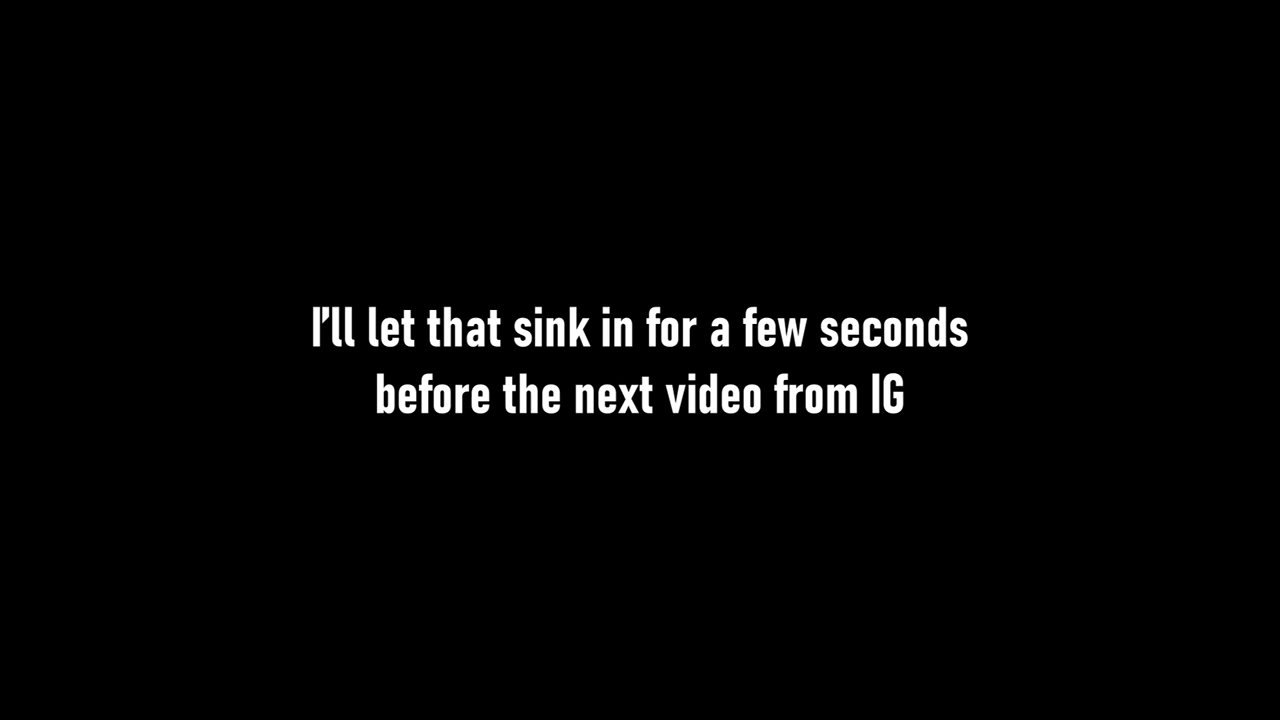 I'll let that sink in for a few seconds
before the next video from IG